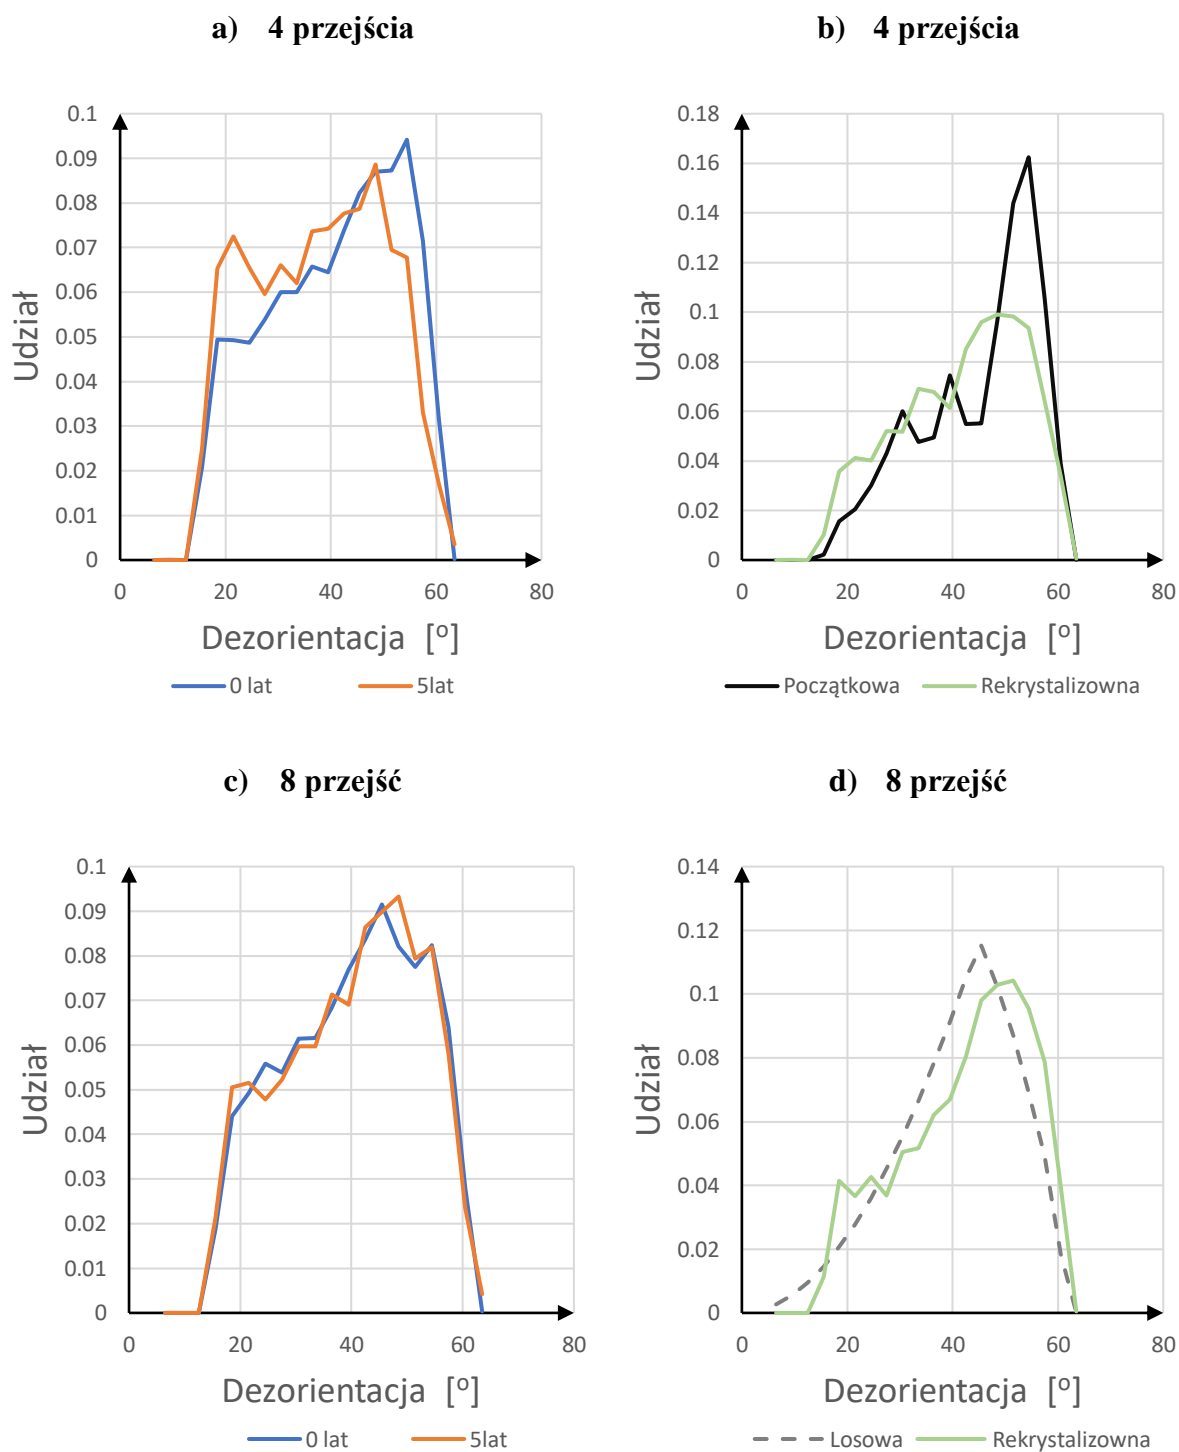 a) 4 przejścia
b) 4 przejścia
0.1
0.09
0.08
0.07
0.06
0.05
0.04
0.03
0.02
0.01
0
Udział
0 20 40 60 80
Dezorientacja [º]
0 lat 5lat
0.18
0.16
0.14
0.12
0.1
0.08
0.06
0.04
0.02
0
Udział
0 20 40 60 80
Dezorientacja [º]
Początkowa Rekrystalizowna
c) 8 przejść
d) 8 przejść
0.1
0.09
0.08
0.07
0.06
0.05
0.04
0.03
0.02
0.01
0
Udział
0 20 40 60 80
Dezorientacja [º]
0 lat 5lat
0.14
0.12
0.1
0.08
0.06
0.04
0.02
0
Udział
0 20 40 60 80
Dezorientacja [º]
Losowa Rekrystalizowna